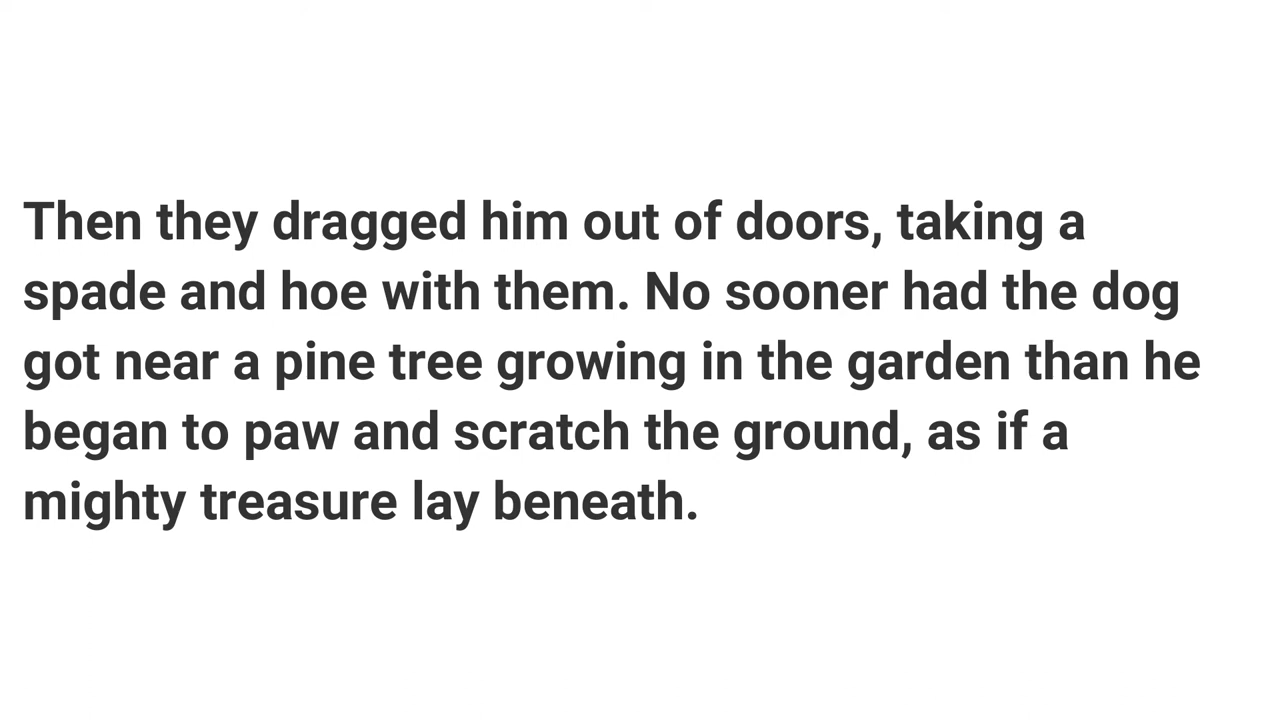 Then they dragged him out of doors, taking a
spade and hoe with them. No sooner had the dog
got near a pine tree growing in the garden than he
began to paw and scratch the ground, as if a
mighty treasure lay beneath.